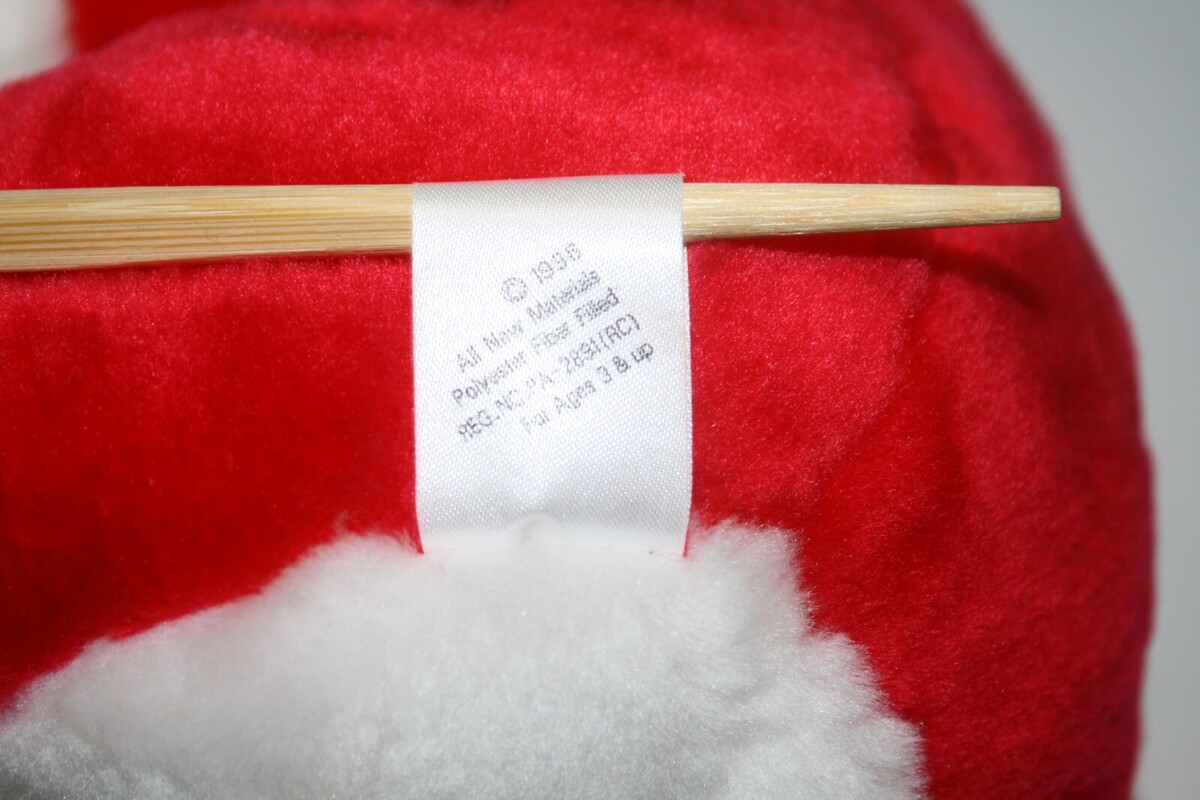 © 1996
All New Materials
Polyester Fiber Filled
REG.NO.PA-2891(RC)
For Ages 3 & up